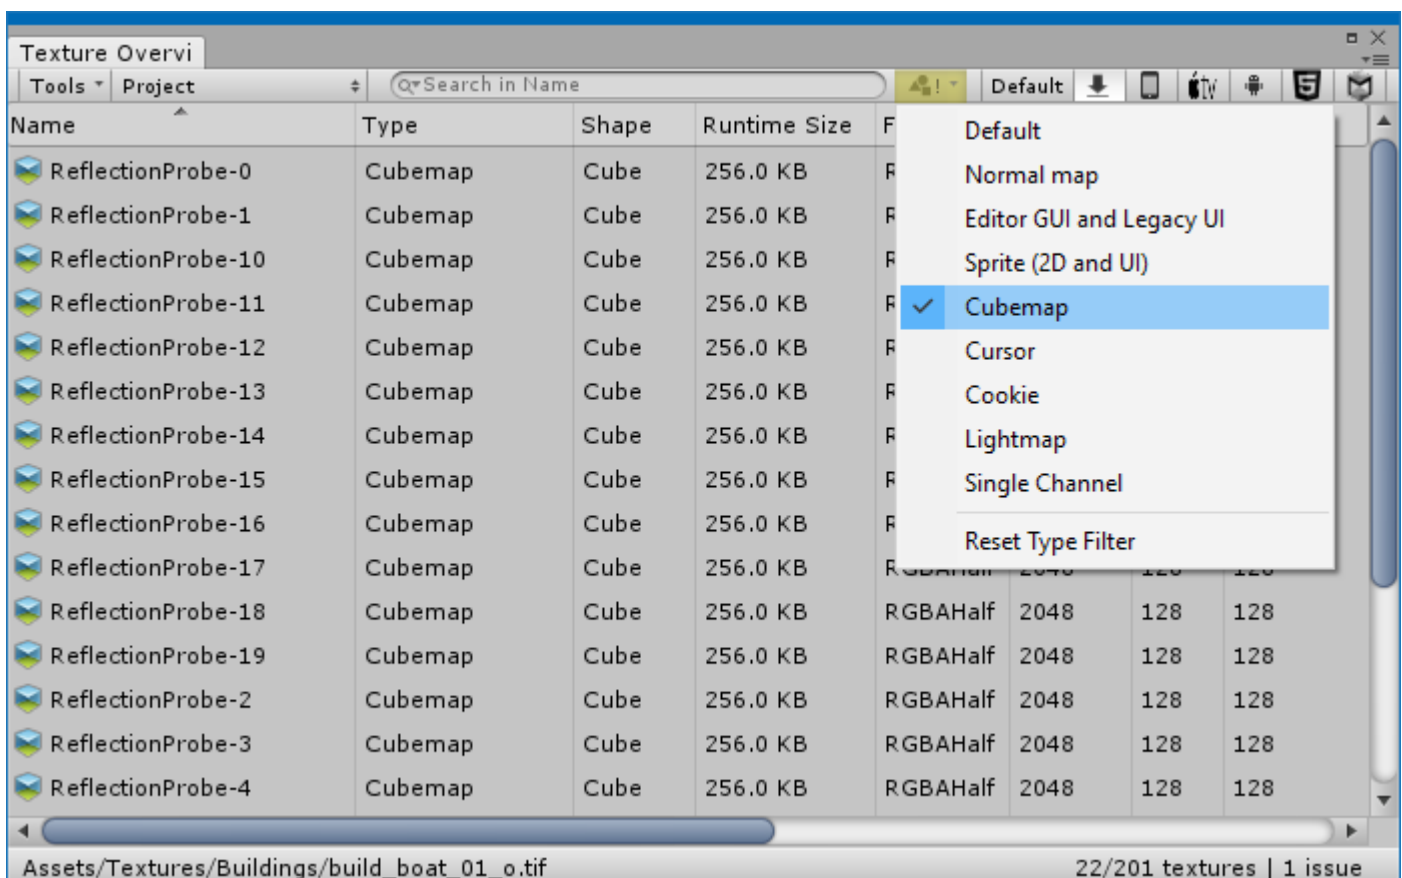 Texture Overvi
Tools Project Search in Name ! Default tv 5
Name Type Shape Runtime Size F
ReflectionProbe-0 Cubemap Cube 256.0 KB R
ReflectionProbe-1 Cubemap Cube 256.0 KB R
ReflectionProbe-10 Cubemap Cube 256.0 KB R
ReflectionProbe-11 Cubemap Cube 256.0 KB R
ReflectionProbe-12 Cubemap Cube 256.0 KB R
ReflectionProbe-13 Cubemap Cube 256.0 KB R
ReflectionProbe-14 Cubemap Cube 256.0 KB R
ReflectionProbe-15 Cubemap Cube 256.0 KB R
ReflectionProbe-16 Cubemap Cube 256.0 KB R
ReflectionProbe-17 Cubemap Cube 256.0 KB RGBAHalf 2048 128 128
ReflectionProbe-18 Cubemap Cube 256.0 KB RGBAHalf 2048 128 128
ReflectionProbe-19 Cubemap Cube 256.0 KB RGBAHalf 2048 128 128
ReflectionProbe-2 Cubemap Cube 256.0 KB RGBAHalf 2048 128 128
ReflectionProbe-3 Cubemap Cube 256.0 KB RGBAHalf 2048 128 128
ReflectionProbe-4 Cubemap Cube 256.0 KB RGBAHalf 2048 128 128
Default
Normal map
Editor GUI and Legacy UI
Sprite (2D and UI)
Cubemap
Cursor
Cookie
Lightmap
Single Channel
Reset Type Filter
Assets/Textures/Buildings/build_boat_01_o.tif 22/201 textures | 1 issue